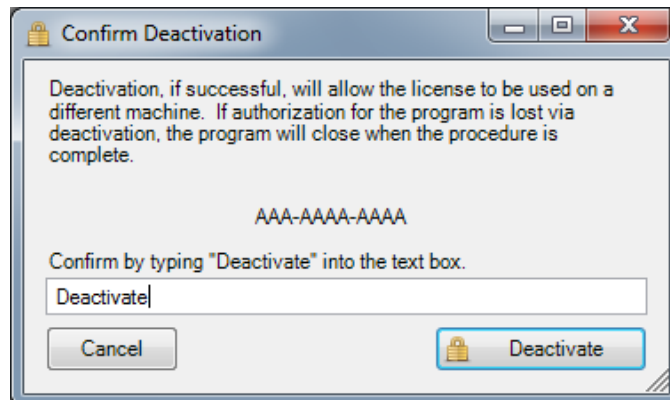 Confirm Deactivation
Deactivation, if successful, will allow the license to be used on a
different machine.  If authorization for the program is lost via
deactivation, the program will close when the procedure is
complete.
AAA-AAAA-AAAA
Confirm by typing "Deactivate" into the text box.
Deactivate
Cancel
Deactivate